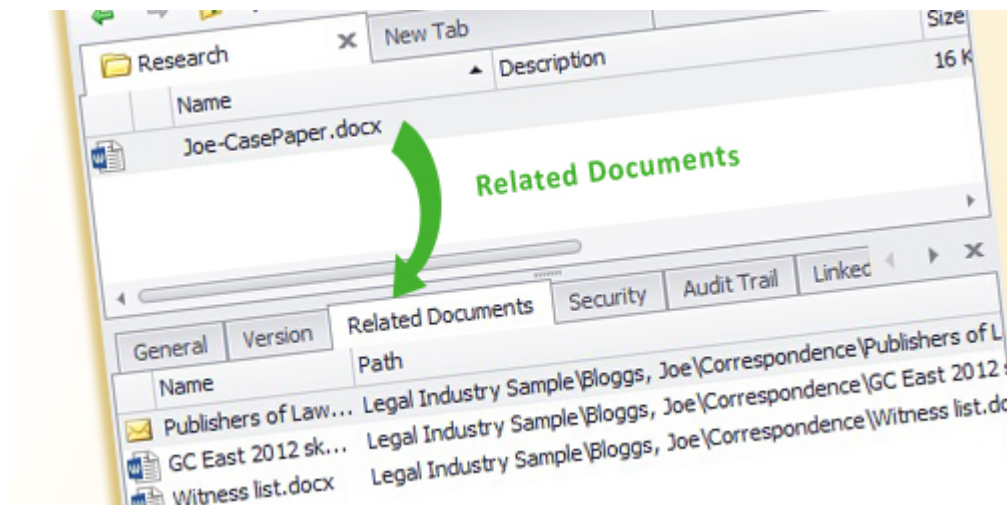 Research New Tab
Name Description Size
Joe-CasePaper.docx 16 K
Related Documents
General Version Related Documents Security Audit Trail Linked
Name Path
Publishers of Law... Legal Industry Sample\Bloggs, Joe\Correspondence\Publishers of L
GC East 2012 sk... Legal Industry Sample\Bloggs, Joe\Correspondence\GC East 2012 s
Witness list.docx Legal Industry Sample\Bloggs, Joe\Correspondence\Witness list.do